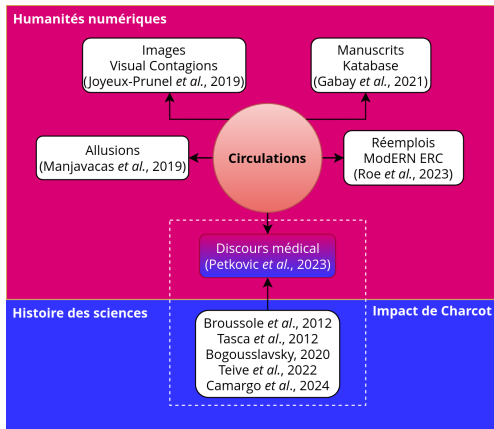 Humanités numériques
Images
Visual Contagions
(Joyeux-Prunel et al., 2019)
Manuscrits
Katabase
(Gabay et al., 2021)
Allusions
(Manjavacas et al., 2019)
Circulations
Réemplois
ModERN ERC
(Roe et al., 2023)
Discours médical
(Petkovic et al., 2023)
Histoire des sciences
Impact de Charcot
Broussole et al., 2012
Tasca et al., 2012
Bogousslavsky, 2020
Teive et al., 2022
Camargo et al., 2024